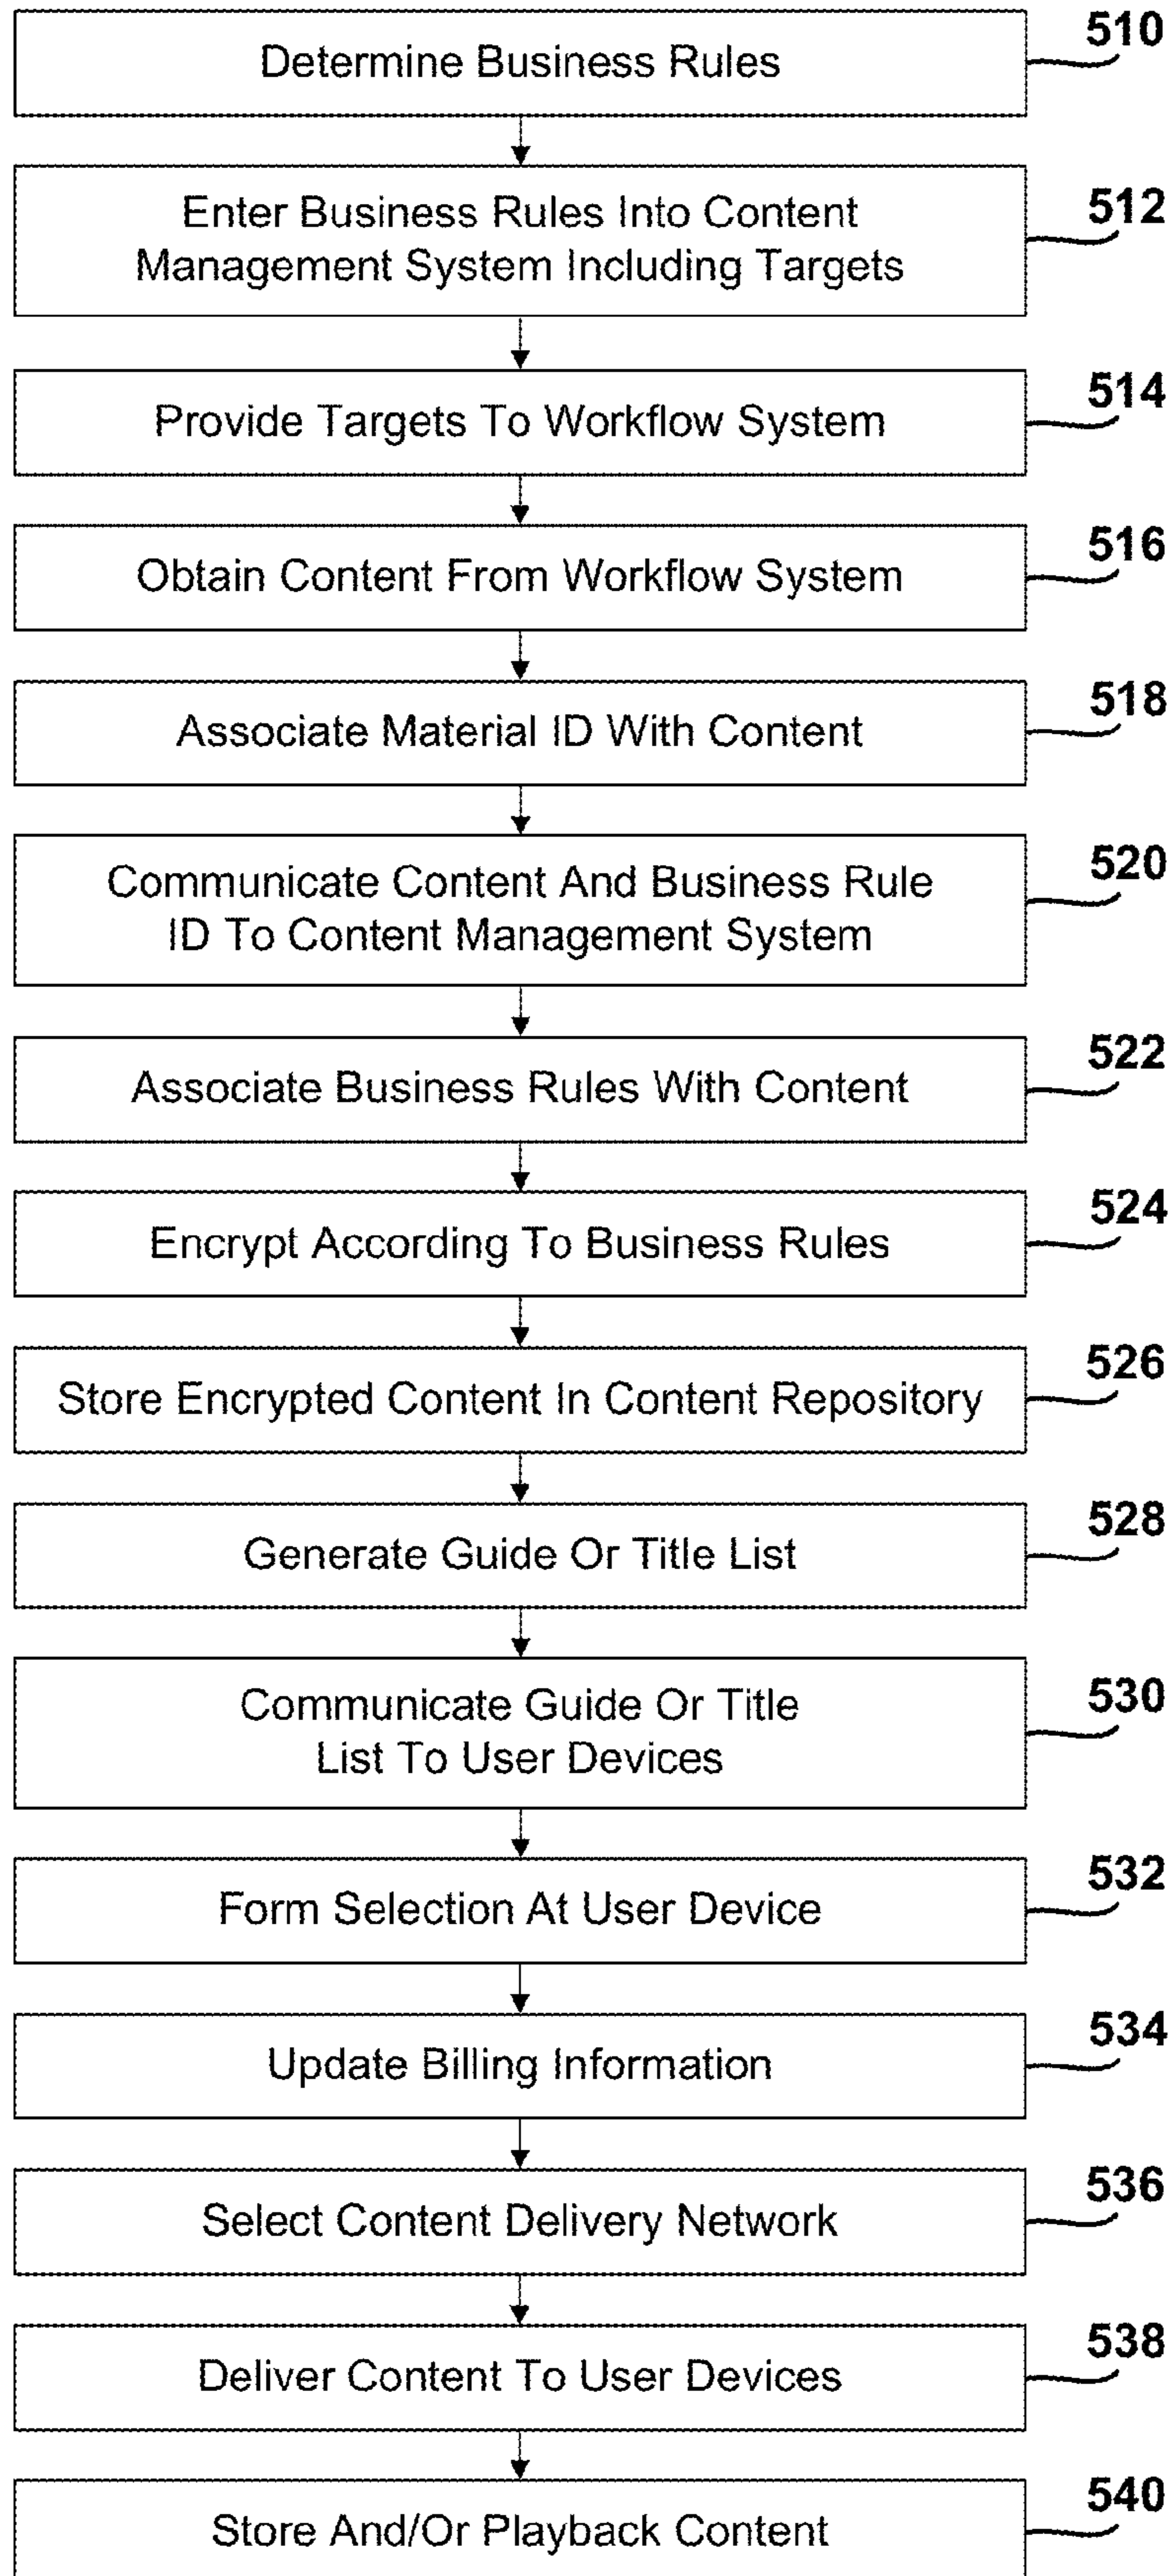 Determine Business Rules
510
Enter Business Rules Into Content
Management System Including Targets
512
Provide Targets To Workflow System
514
Obtain Content From Workflow System
516
Associate Material ID With Content
518
Communicate Content And Business Rule
ID To Content Management System
520
Associate Business Rules With Content
522
Encrypt According To Business Rules
524
Store Encrypted Content In Content Repository
526
Generate Guide Or Title List
528
Communicate Guide Or Title
List To User Devices
530
Form Selection At User Device
532
Update Billing Information
534
Select Content Delivery Network
536
Deliver Content To User Devices
538
Store And/Or Playback Content
540